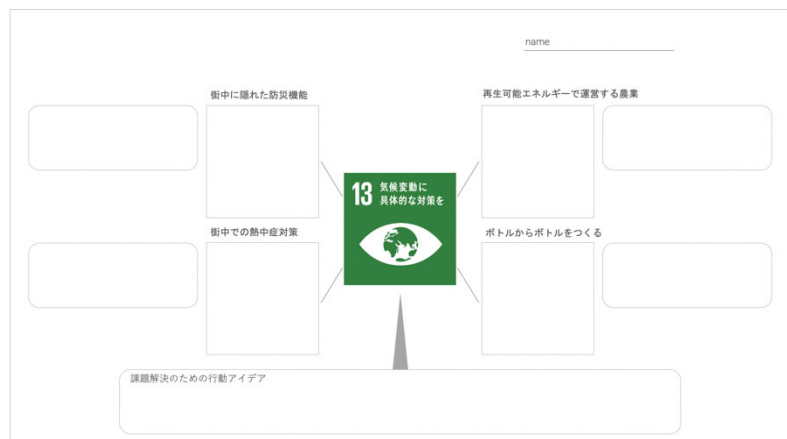 name
街中に隠れた防災機能
再生可能エネルギーで運営する農業
13 気候変動に
具体的な対策を
街中での熱中症対策
ボトルからボトルをつくる
課題解決のための行動アイデア